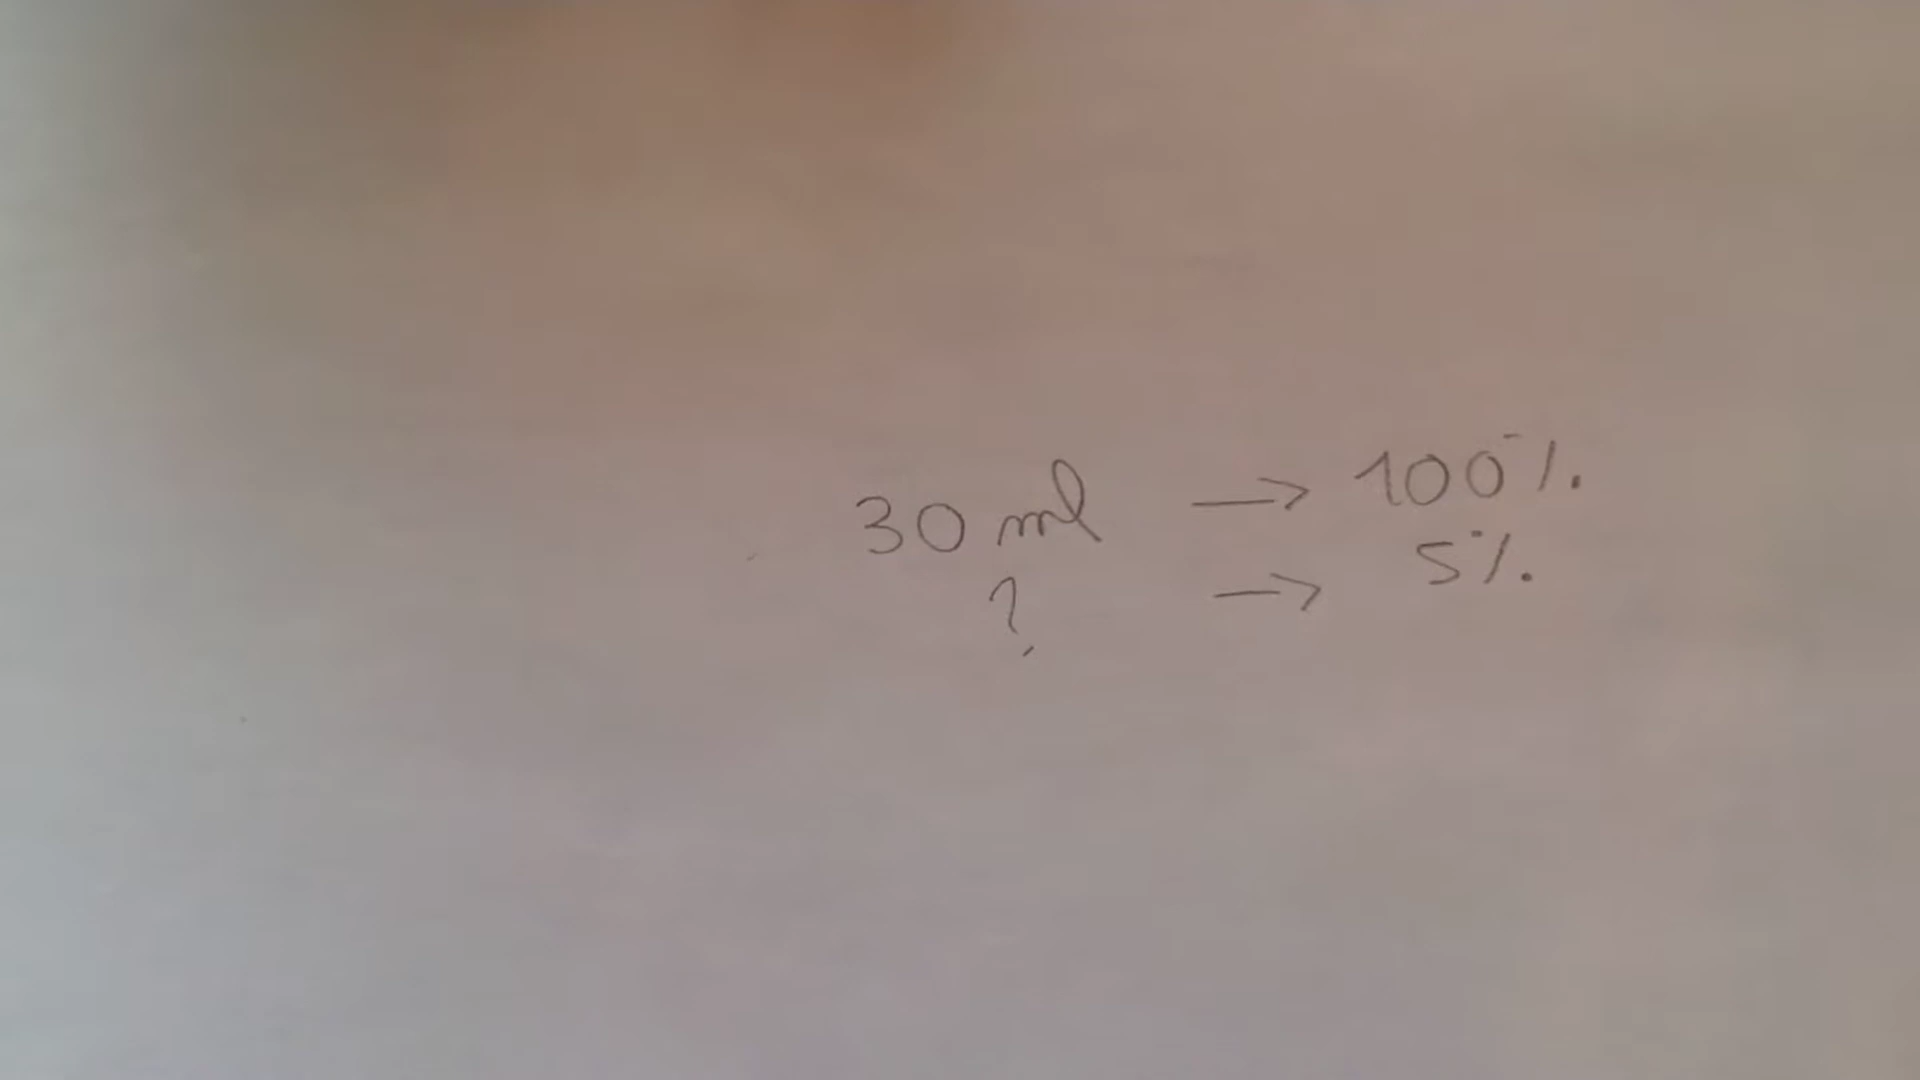 30 ml → 100%
? → 5%